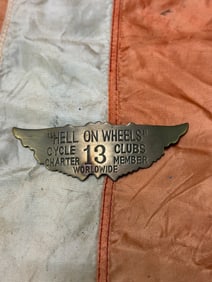 "HELL ON WHEELS"
CYCLE 13 CLUBS
CHARTER MEMBER
WORLDWIDE